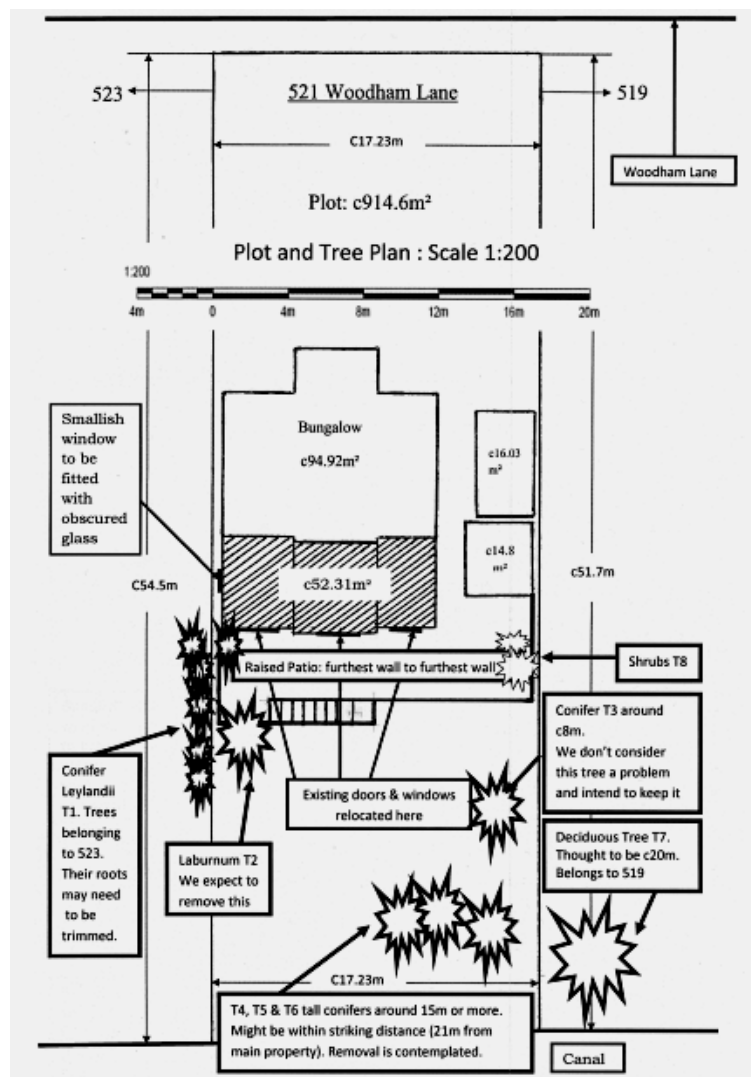 523
521 Woodham Lane
519
C17.23m
Woodham Lane
Plot: c914.6m²
Plot and Tree Plan : Scale 1:200
1:200
4m 0 4m 8m 12m 16m 20m
Smallish
window
to be
fitted
with
obscured
glass
Bungalow
c94.92m²
c16.03
m²
c14.8
m²
c52.31m²
C54.5m
c51.7m
Raised Patio: furthest wall to furthest wall
Shrubs T8
Conifer T3 around
c8m.
We don't consider
this tree a problem
and intend to keep it
Conifer
Leylandii
T1. Trees
belonging
to 523.
Their roots
may need
to be
trimmed.
Existing doors & windows
relocated here
Laburnum T2
We expect to
remove this
Deciduous Tree T7.
Thought to be c20m.
Belongs to 519
C17.23m
T4, T5 & T6 tall conifers around 15m or more.
Might be within striking distance (21m from
main property). Removal is contemplated.
Canal